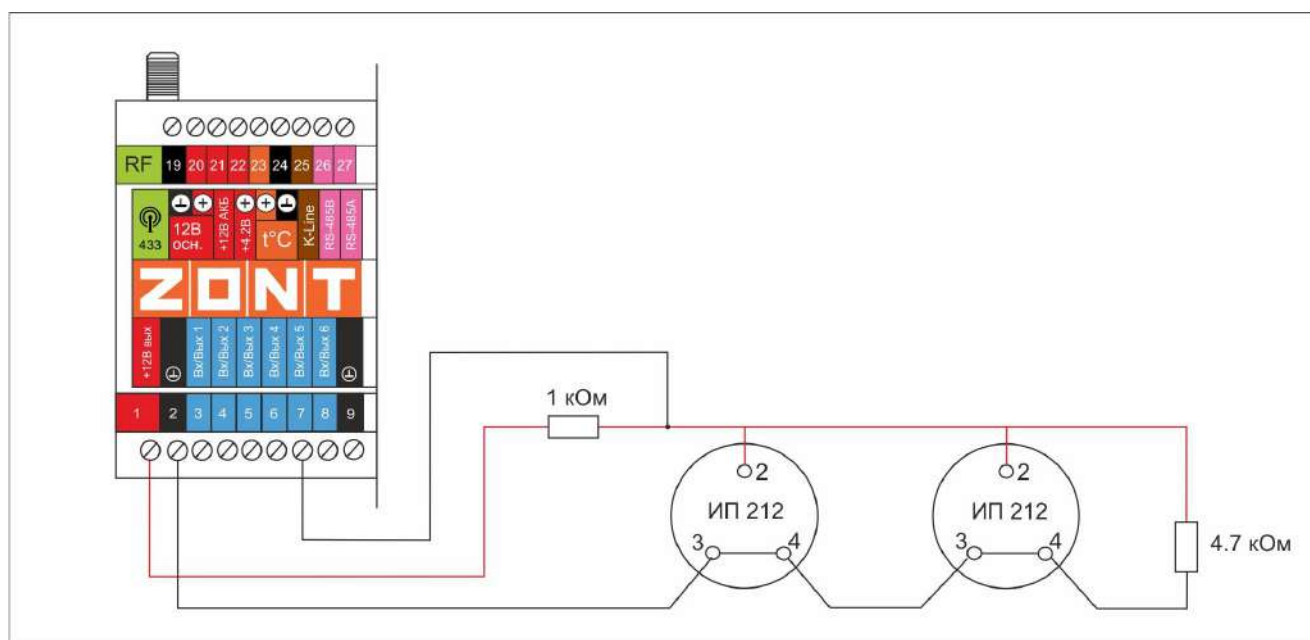 RF 19 20 21 22 23 24 25 26 27
433
12В
осн.
+12В АКБ
+4.2В
t°C
K-Line
RS-485B
RS-485A
ZONT
+12В вых
Вх/Вых 1
Вх/Вых 2
Вх/Вых 3
Вх/Вых 4
Вх/Вых 5
Вх/Вых 6
1 2 3 4 5 6 7 8 9
1 кОм
2
ИП 212
3 4
2
ИП 212
3 4
4.7 кОм